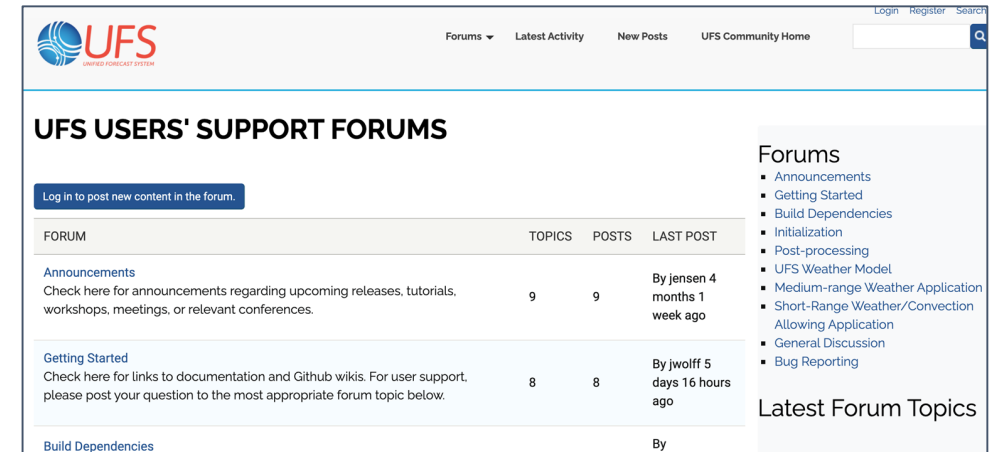 Login Register Search
UFS
UNIFIED FORECAST SYSTEM
Forums Latest Activity New Posts UFS Community Home
UFS USERS' SUPPORT FORUMS
Log in to post new content in the forum.
FORUM TOPICS POSTS LAST POST
Announcements
Check here for announcements regarding upcoming releases, tutorials,
workshops, meetings, or relevant conferences.
9 9
By jensen 4
months 1
week ago
Getting Started
Check here for links to documentation and Github wikis. For user support,
please post your question to the most appropriate forum topic below.
8 8
By jwolff 5
days 16 hours
ago
Build Dependencies
By
Forums
Announcements
Getting Started
Build Dependencies
Initialization
Post-processing
UFS Weather Model
Medium-range Weather Application
Short-Range Weather/Convection
Allowing Application
General Discussion
Bug Reporting
Latest Forum Topics